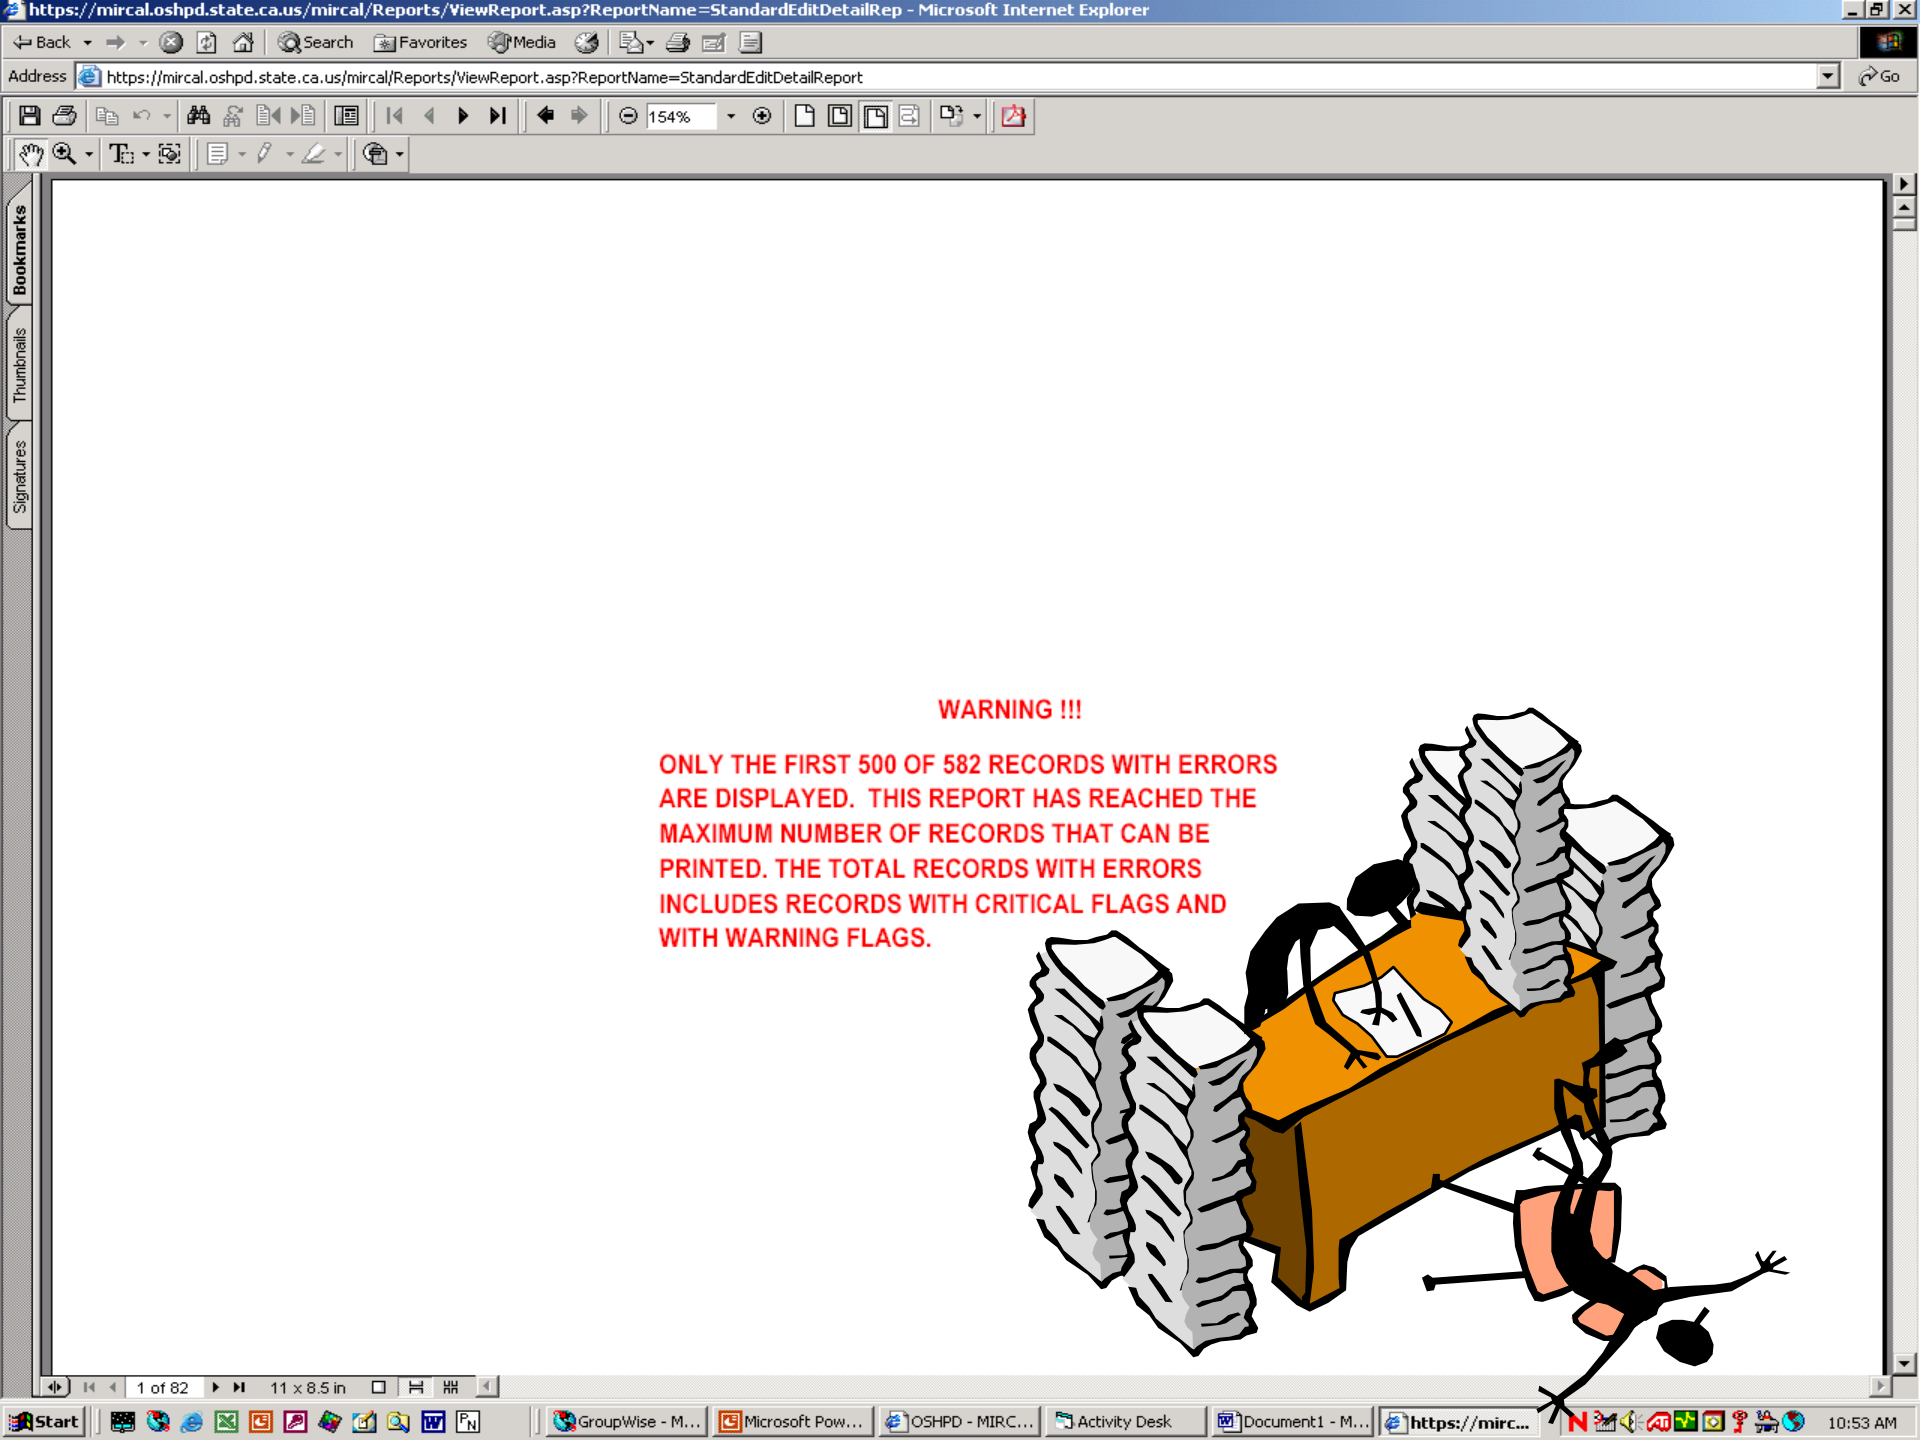 https://mircal.oshpd.state.ca.us/mircal/Reports/ViewReport.asp?ReportName=StandardEditDetailRep - Microsoft Internet Explorer
Back Search Favorites Media
Address https://mircal.oshpd.state.ca.us/mircal/Reports/ViewReport.asp?ReportName=StandardEditDetailReport Go
154%
Bookmarks
Thumbnails
Signatures
WARNING !!!
ONLY THE FIRST 500 OF 582 RECORDS WITH ERRORS
ARE DISPLAYED.  THIS REPORT HAS REACHED THE
MAXIMUM NUMBER OF RECORDS THAT CAN BE
PRINTED. THE TOTAL RECORDS WITH ERRORS
INCLUDES RECORDS WITH CRITICAL FLAGS AND
WITH WARNING FLAGS.
1 of 82 11 x 8.5 in
Start GroupWise - M... Microsoft Pow... OSHPD - MIRC... Activity Desk Document1 - M... https://mirc... 10:53 AM